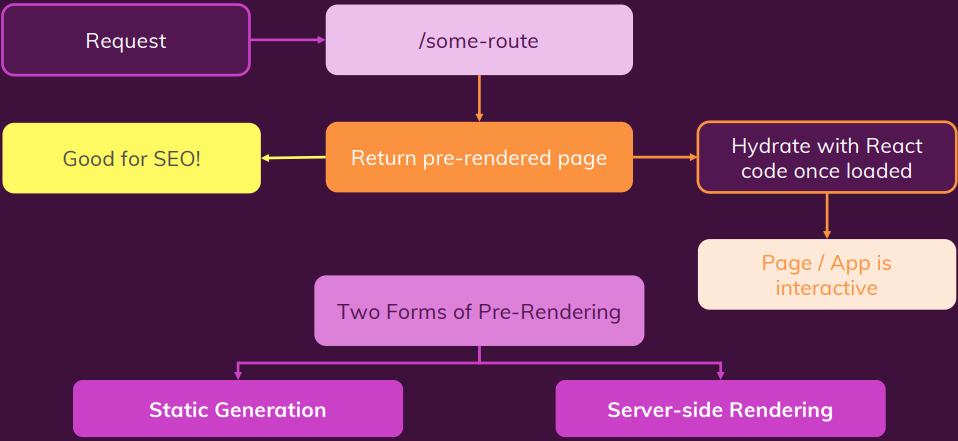 Request
/some-route
Good for SEO!
Return pre-rendered page
Hydrate with React
code once loaded
Page / App is
interactive
Two Forms of Pre-Rendering
Static Generation
Server-side Rendering